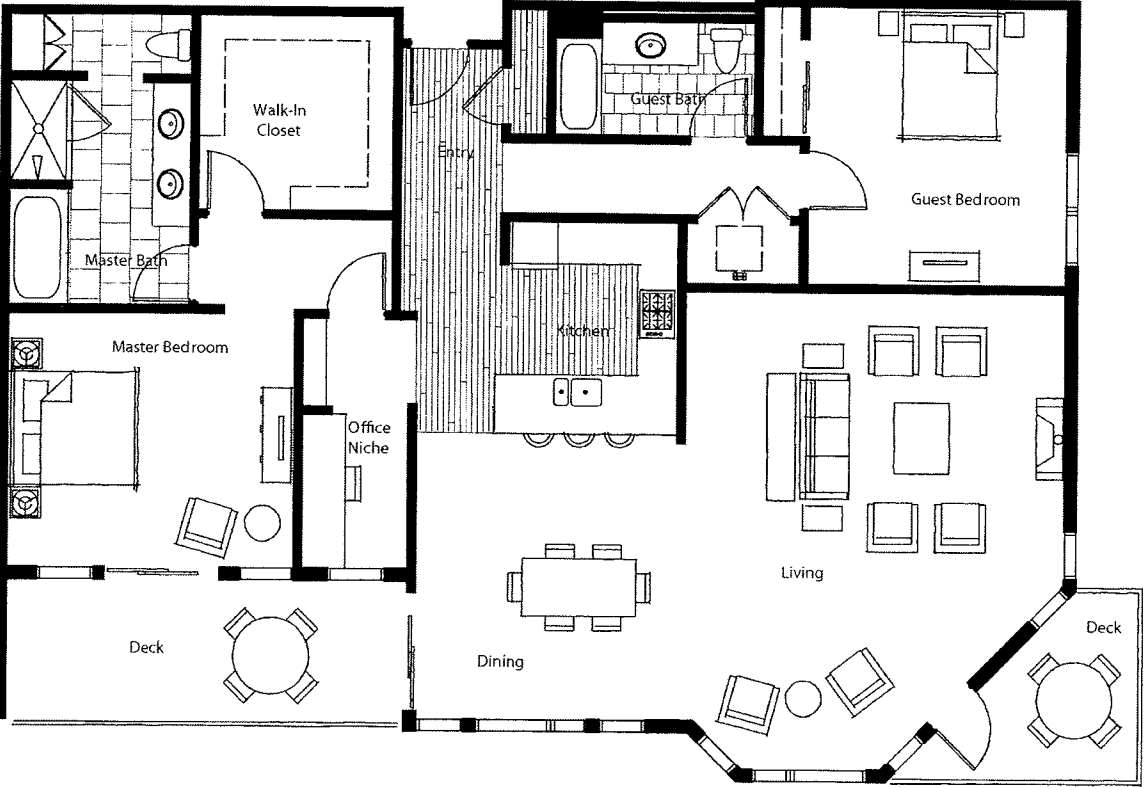 Walk-In
Closet
Guest Bath
Entry
Guest Bedroom
Master Bath
Kitchen
Master Bedroom
Office
Niche
Living
Deck
Deck
Dining